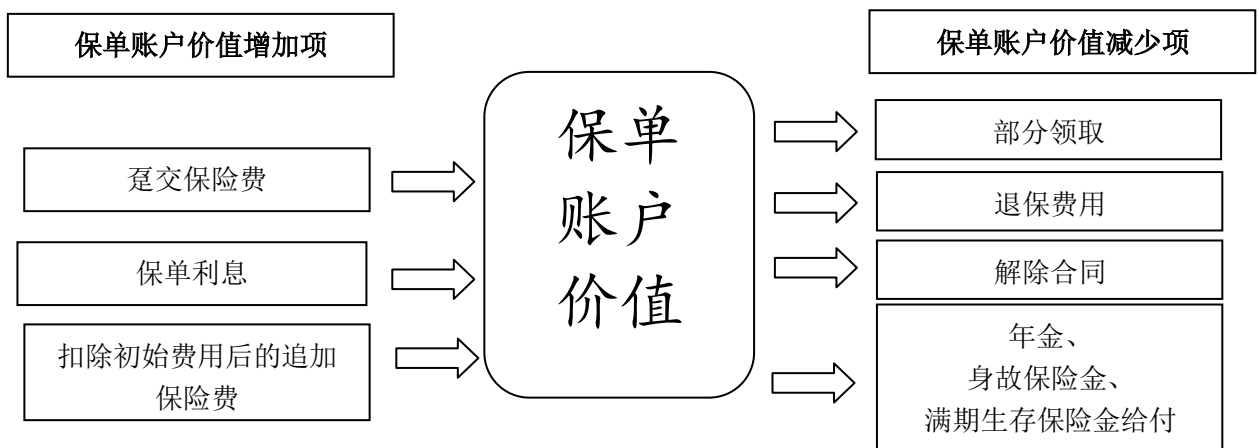 保单账户价值增加项
趸交保险费
保单利息
扣除初始费用后的追加
保险费
保单
账户
价值
保单账户价值减少项
部分领取
退保费用
解除合同
年金、
身故保险金、
满期生存保险金给付